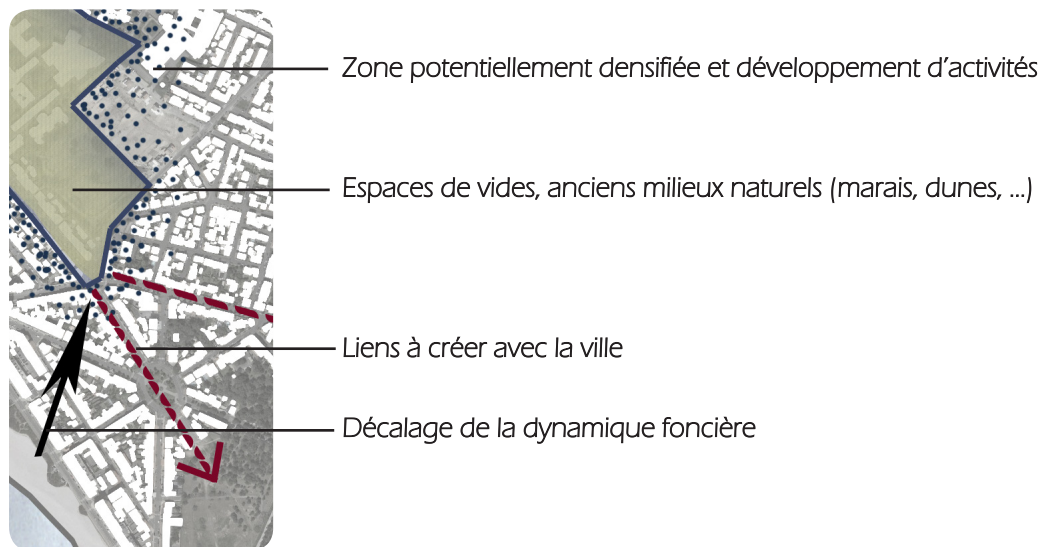 Zone potentiellement densifiée et développement d'activités
Espaces de vides, anciens milieux naturels (marais, dunes, ...)
Liens à créer avec la ville
Décalage de la dynamique foncière